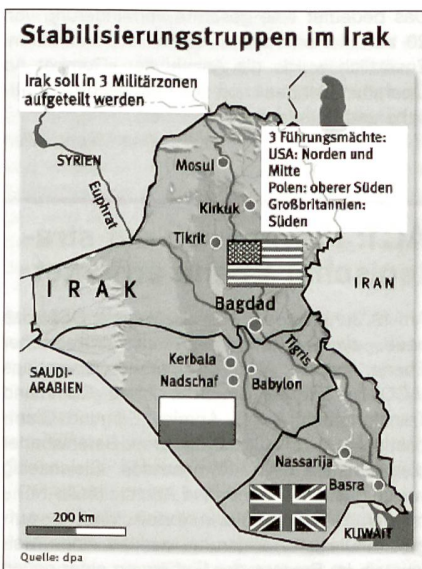 Stabilisierungstruppen im Irak
Irak soll in 3 Militärzonen
aufgeteilt werden
3 Führungsmächte:
USA: Norden und
Mitte
Polen: oberer Süden
Großbritannien:
Süden
SYRIEN
Euphrat
Mosul
Kirkuk
Tikrit
IRAK
IRAN
Bagdad
Tigris
SAUDI-
ARABIEN
Kerbala
Nadschaf
Babylon
Nassarija
Basra
200 km
KUWAIT
Quelle: dpa